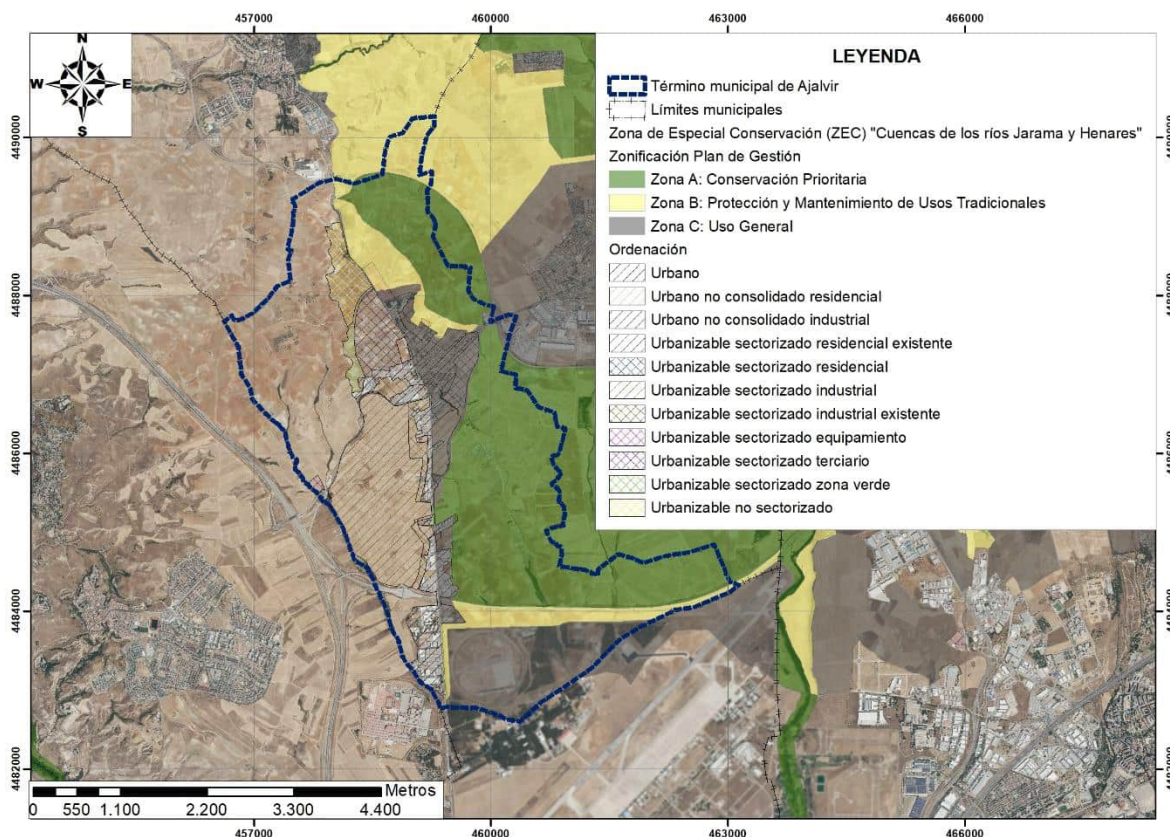 457000 460000 463000 466000
N
W E
S
4490000
4488000
4486000
4484000
4482000
LEYENDA
Término municipal de Ajalvir
Límites municipales
Zona de Especial Conservación (ZEC) "Cuencas de los ríos Jarama y Henares"
Zonificación Plan de Gestión
Zona A: Conservación Prioritaria
Zona B: Protección y Mantenimiento de Usos Tradicionales
Zona C: Uso General
Ordenación
Urbano
Urbano no consolidado residencial
Urbano no consolidado industrial
Urbanizable sectorizado residencial existente
Urbanizable sectorizado residencial
Urbanizable sectorizado industrial
Urbanizable sectorizado industrial existente
Urbanizable sectorizado equipamiento
Urbanizable sectorizado terciario
Urbanizable sectorizado zona verde
Urbanizable no sectorizado
4490000
4488000
4486000
4484000
4482000
Metros
0 550 1.100 2.200 3.300 4.400
457000 460000 463000 466000